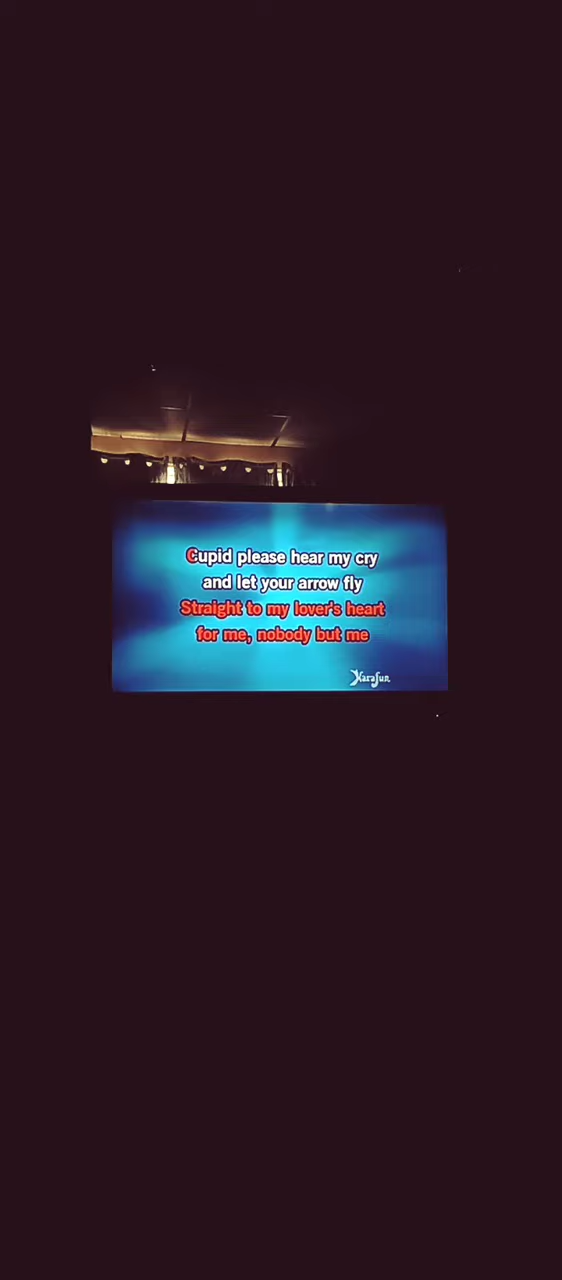 Cupid please hear my cry
and let your arrow fly
Straight to my lover's heart
for me, nobody but me
KaraFun